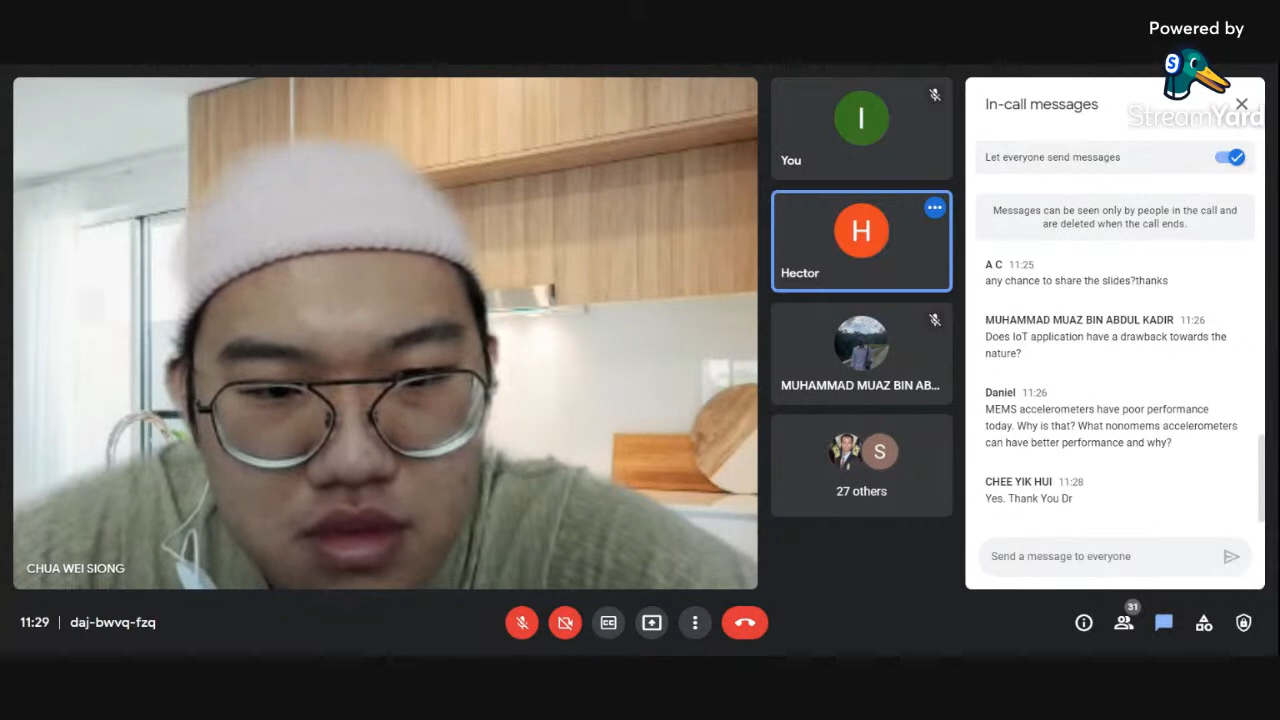 Powered by
S
StreamYard
In-call messages
Let everyone send messages
Messages can be seen only by people in the call and
are deleted when the call ends.
A C 11:25
any chance to share the slides?thanks
MUHAMMAD MUAZ BIN ABDUL KADIR 11:26
Does IoT application have a drawback towards the
nature?
Daniel 11:26
MEMS accelerometers have poor performance
today. Why is that? What nonomems accelerometers
can have better performance and why?
CHEE YIK HUI 11:28
Yes. Thank You Dr
Send a message to everyone
I
You
H
Hector
MUHAMMAD MUAZ BIN AB...
S
27 others
CHUA WEI SIONG
11:29 | daj-bwvq-fzq
CC
31